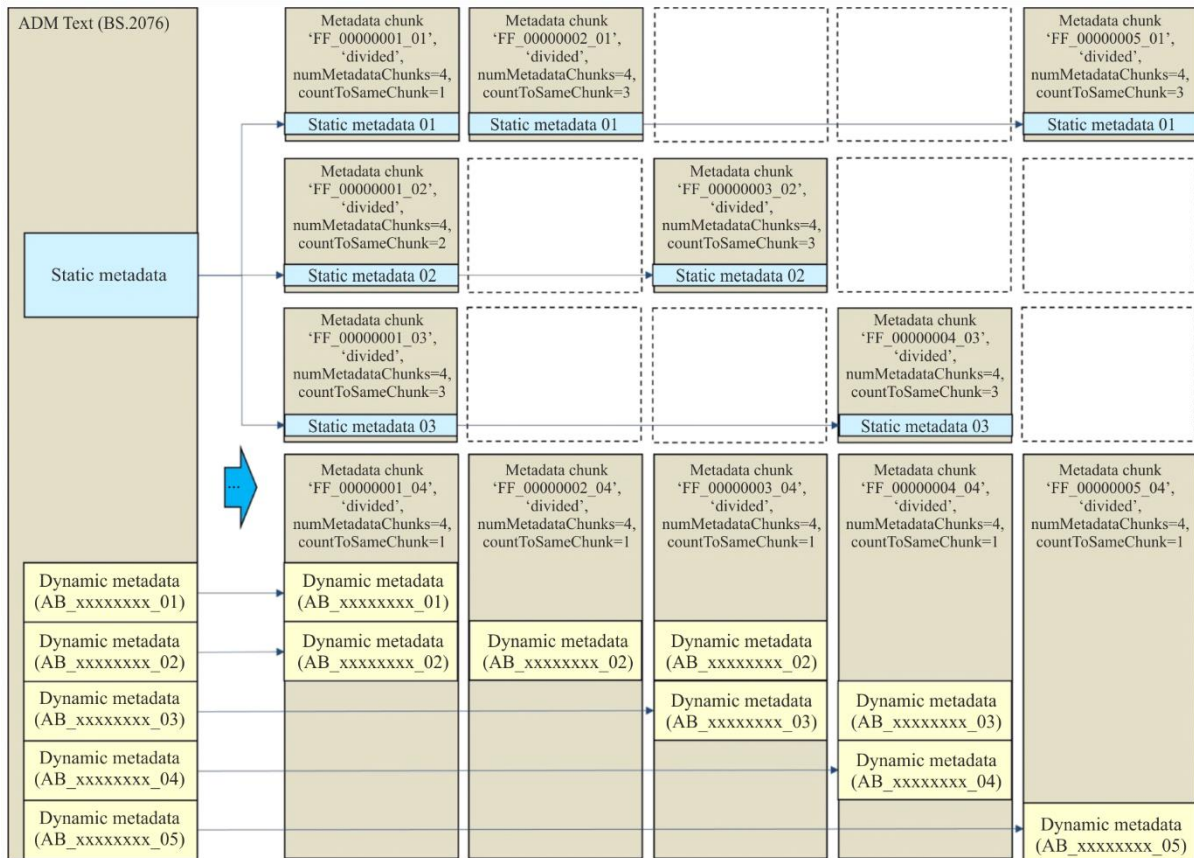 ADM Text (BS.2076)
Metadata chunk
‘FF_00000001_01’,
‘divided’,
numMetadataChunks=4,
countToSameChunk=1
Static metadata 01
Metadata chunk
‘FF_00000002_01’,
‘divided’,
numMetadataChunks=4,
countToSameChunk=3
Static metadata 01
Metadata chunk
‘FF_00000005_01’,
‘divided’,
numMetadataChunks=4,
countToSameChunk=3
Static metadata 01
Static metadata
Metadata chunk
‘FF_00000001_02’,
‘divided’,
numMetadataChunks=4,
countToSameChunk=2
Static metadata 02
Metadata chunk
‘FF_00000003_02’,
‘divided’,
numMetadataChunks=4,
countToSameChunk=3
Static metadata 02
Metadata chunk
‘FF_00000001_03’,
‘divided’,
numMetadataChunks=4,
countToSameChunk=3
Static metadata 03
Metadata chunk
‘FF_00000004_03’,
‘divided’,
numMetadataChunks=4,
countToSameChunk=3
Static metadata 03
...
Metadata chunk
‘FF_00000001_04’,
‘divided’,
numMetadataChunks=4,
countToSameChunk=1
Metadata chunk
‘FF_00000002_04’,
‘divided’,
numMetadataChunks=4,
countToSameChunk=1
Metadata chunk
‘FF_00000003_04’,
‘divided’,
numMetadataChunks=4,
countToSameChunk=1
Metadata chunk
‘FF_00000004_04’,
‘divided’,
numMetadataChunks=4,
countToSameChunk=1
Metadata chunk
‘FF_00000005_04’,
‘divided’,
numMetadataChunks=4,
countToSameChunk=1
Dynamic metadata
(AB_xxxxxxxx_01)
Dynamic metadata
(AB_xxxxxxxx_01)
Dynamic metadata
(AB_xxxxxxxx_02)
Dynamic metadata
(AB_xxxxxxxx_02)
Dynamic metadata
(AB_xxxxxxxx_02)
Dynamic metadata
(AB_xxxxxxxx_02)
Dynamic metadata
(AB_xxxxxxxx_03)
Dynamic metadata
(AB_xxxxxxxx_03)
Dynamic metadata
(AB_xxxxxxxx_03)
Dynamic metadata
(AB_xxxxxxxx_04)
Dynamic metadata
(AB_xxxxxxxx_04)
Dynamic metadata
(AB_xxxxxxxx_05)
Dynamic metadata
(AB_xxxxxxxx_05)